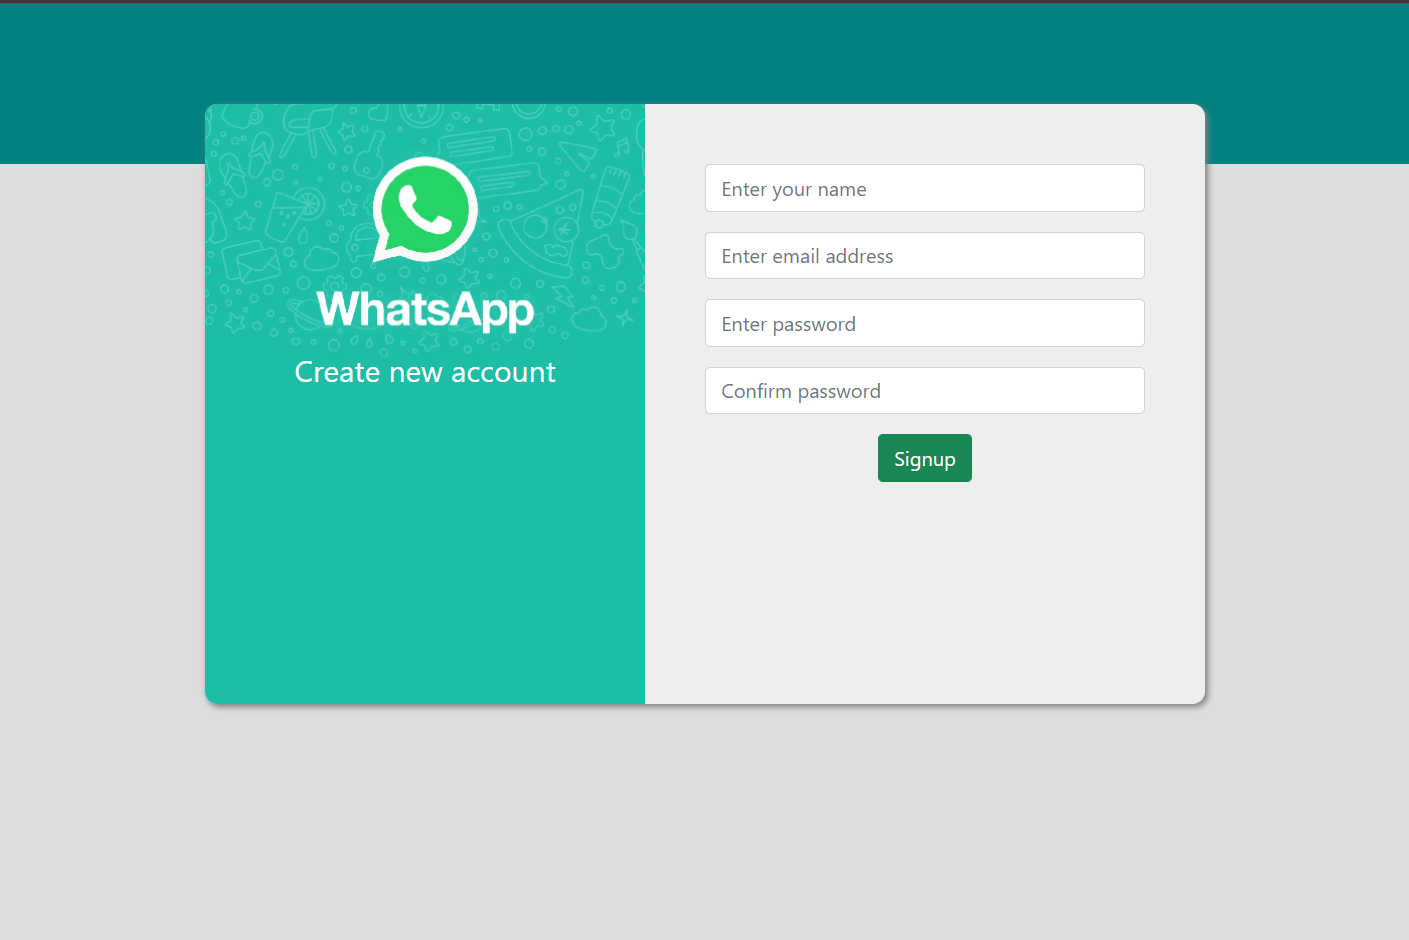 WhatsApp
Create new account
Enter your name
Enter email address
Enter password
Confirm password
Signup